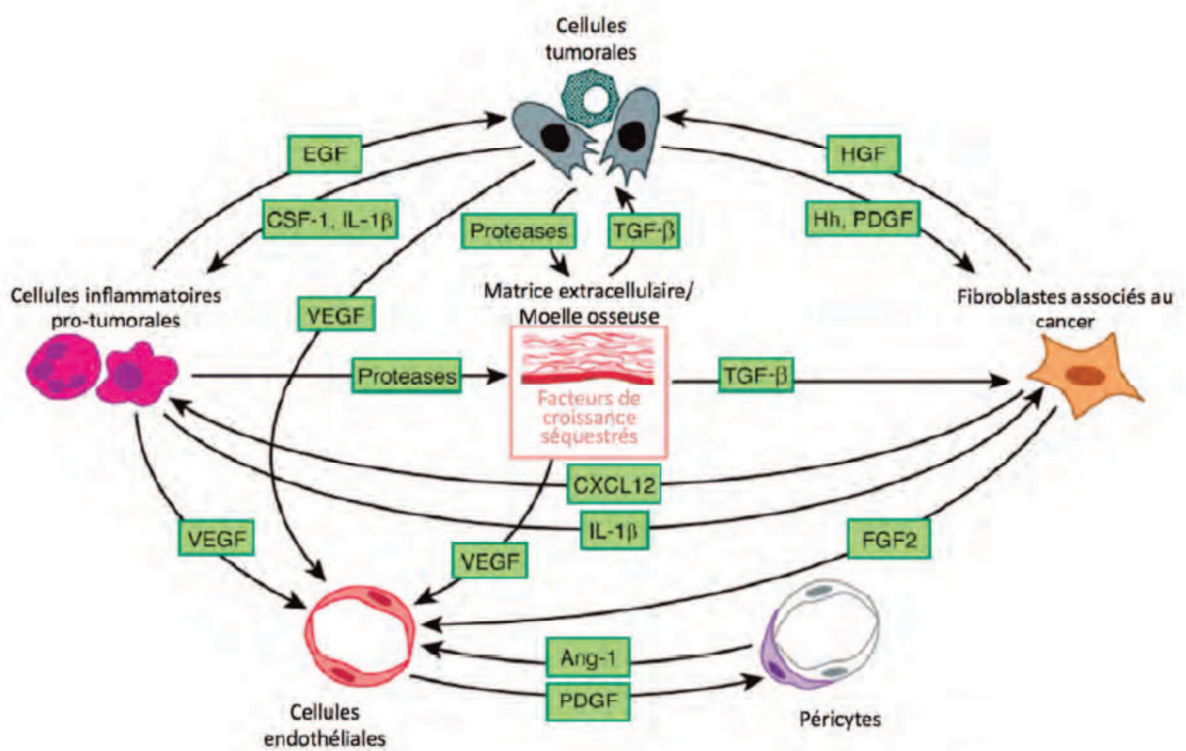 Cellules
tumorales
EGF
HGF
CSF-1, IL-1β
Proteases
TGF-β
Hh, PDGF
Cellules inflammatoires
pro-tumorales
VEGF
Matrice extracellulaire/
Moelle osseuse
Fibroblastes associés au
cancer
Proteases
TGF-β
Facteurs de
croissance
séquestrés
CXCL12
IL-1β
VEGF
VEGF
FGF2
Ang-1
PDGF
Cellules
endothéliales
Péricytes